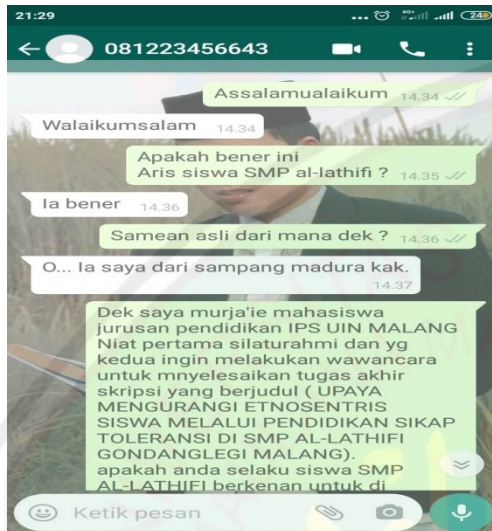 21:29
081223456643
Assalamualaikum 14.34
Walaikumsalam 14.34
Apakah bener ini
Aris siswa SMP al-lathifi ? 14.35
Ia bener 14.36
Samean asli dari mana dek ? 14.36
O... Ia saya dari sampang madura kak.
14.37
Dek saya murja'ie mahasiswa
jurusan pendidikan IPS UIN MALANG
Niat pertama silaturahmi dan yg
kedua ingin melakukan wawancara
untuk mnyelesaikan tugas akhir
skripsi yang berjudul ( UPAYA
MENGURANGI ETNOSENTRIS
SISWA MELALUI PENDIDIKAN SIKAP
TOLERANSI DI SMP AL-LATHIFI
GONDANGLEGI MALANG).
apakah anda selaku siswa SMP
AL-LATHIFI berkenan untuk di
Ketik pesan